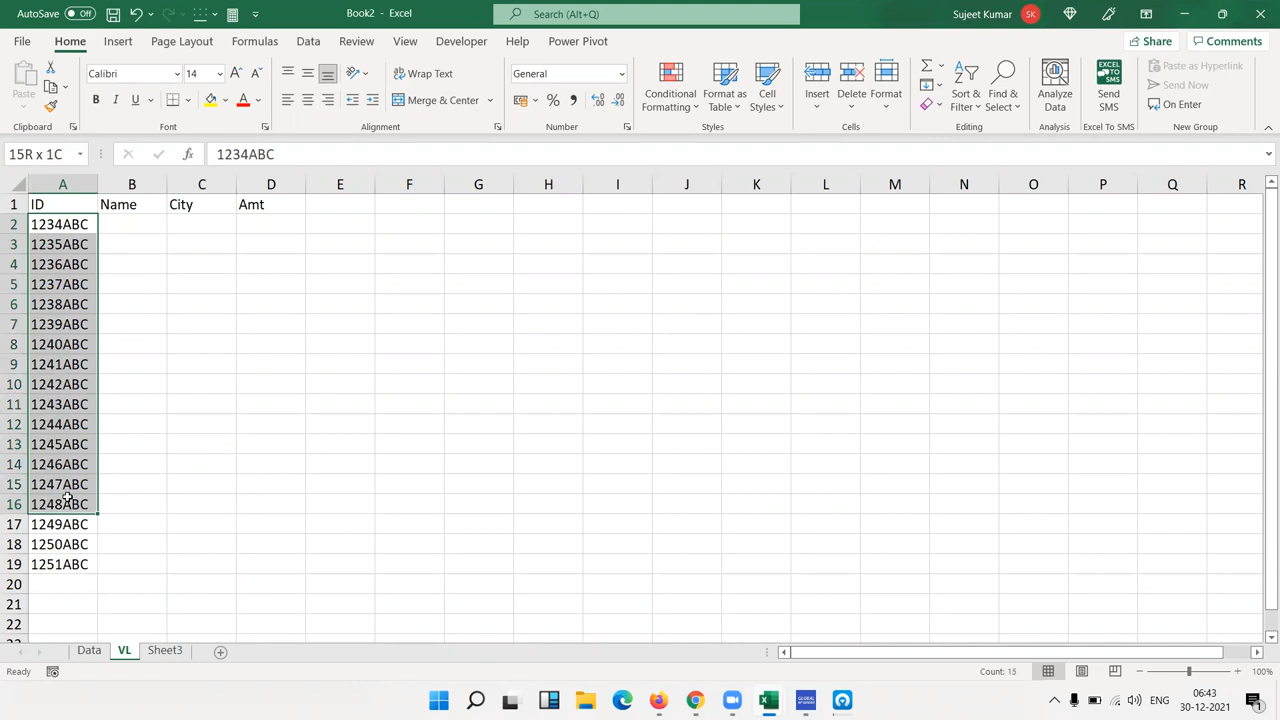 AutoSave Off Book2 - Excel Search (Alt+Q) Sujeet Kumar SK
File Home Insert Page Layout Formulas Data Review View Developer Help Power Pivot Share Comments
Paste Calibri 14 Wrap Text General Conditional Formatting Format as Table Cell Styles Insert Delete Format Sort & Filter Find & Select Analyze Data EXCEL TO SMS Send SMS Paste as Hyperlink
Send Now
B I U Merge & Center On Enter
Clipboard Font Alignment Number Styles Cells Editing Analysis Excel To SMS New Group
15R x 1C fx 1234ABC
A B C D E F G H I J K L M N O P Q R
1 ID Name City Amt
2 1234ABC
3 1235ABC
4 1236ABC
5 1237ABC
6 1238ABC
7 1239ABC
8 1240ABC
9 1241ABC
10 1242ABC
11 1243ABC
12 1244ABC
13 1245ABC
14 1246ABC
15 1247ABC
16 1248ABC
17 1249ABC
18 1250ABC
19 1251ABC
20
21
22
23
Data VL Sheet3
Ready Count: 15 100%
ENG 06:43
30-12-2021